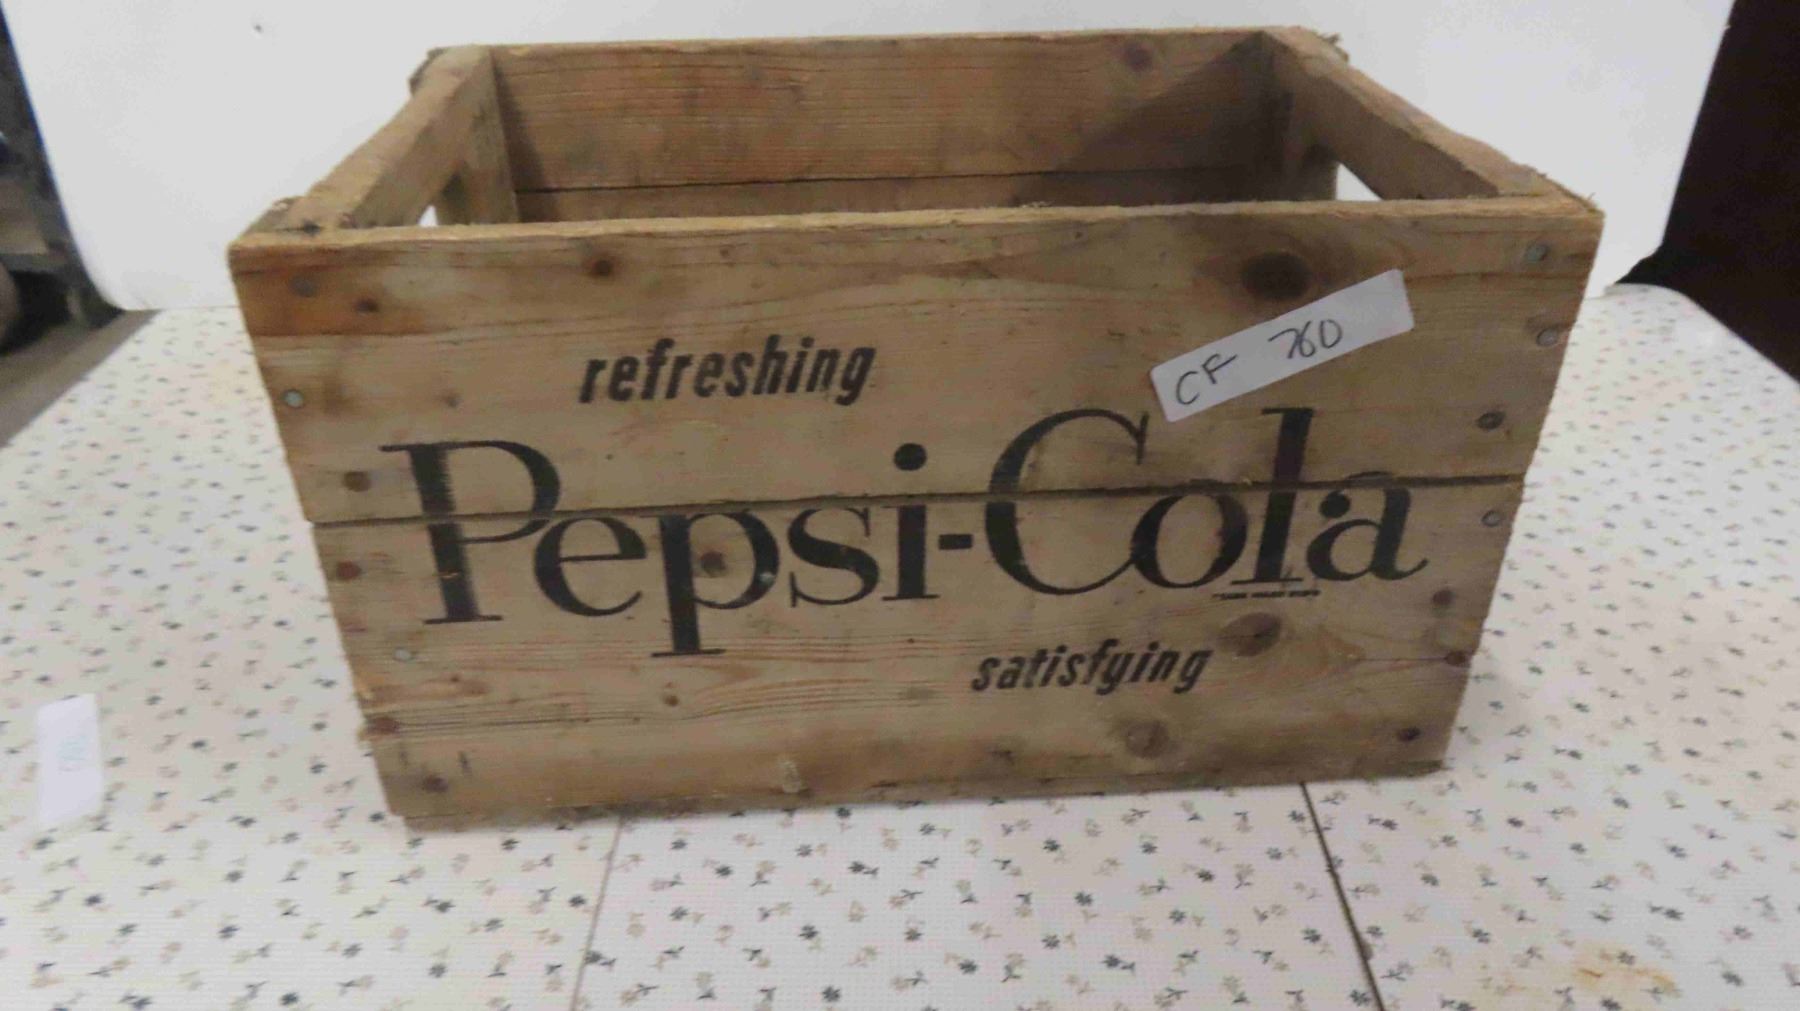 refreshing
CF 760
Pepsi-Cola
satisfying